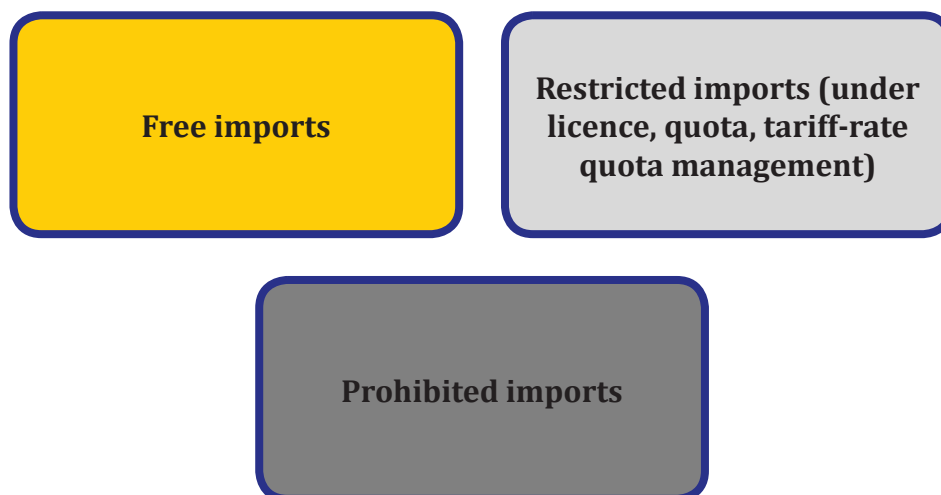 Free imports
Restricted imports (under
licence, quota, tariff-rate
quota management)
Prohibited imports